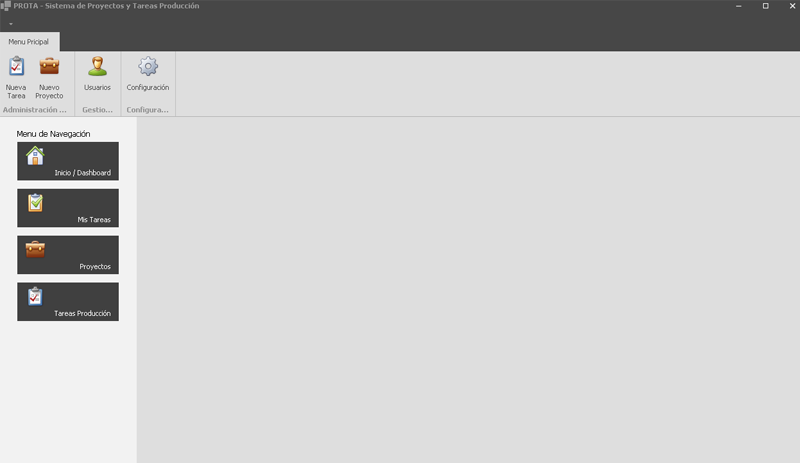 PROTA - Sistema de Proyectos y Tareas Producción
Menu Pricipal
Nueva
Tarea
Nuevo
Proyecto
Usuarios
Configuración
Administración ...
Gestio...
Configura...
Menu de Navegación
Inicio / Dashboard
Mis Tareas
Proyectos
Tareas Producción